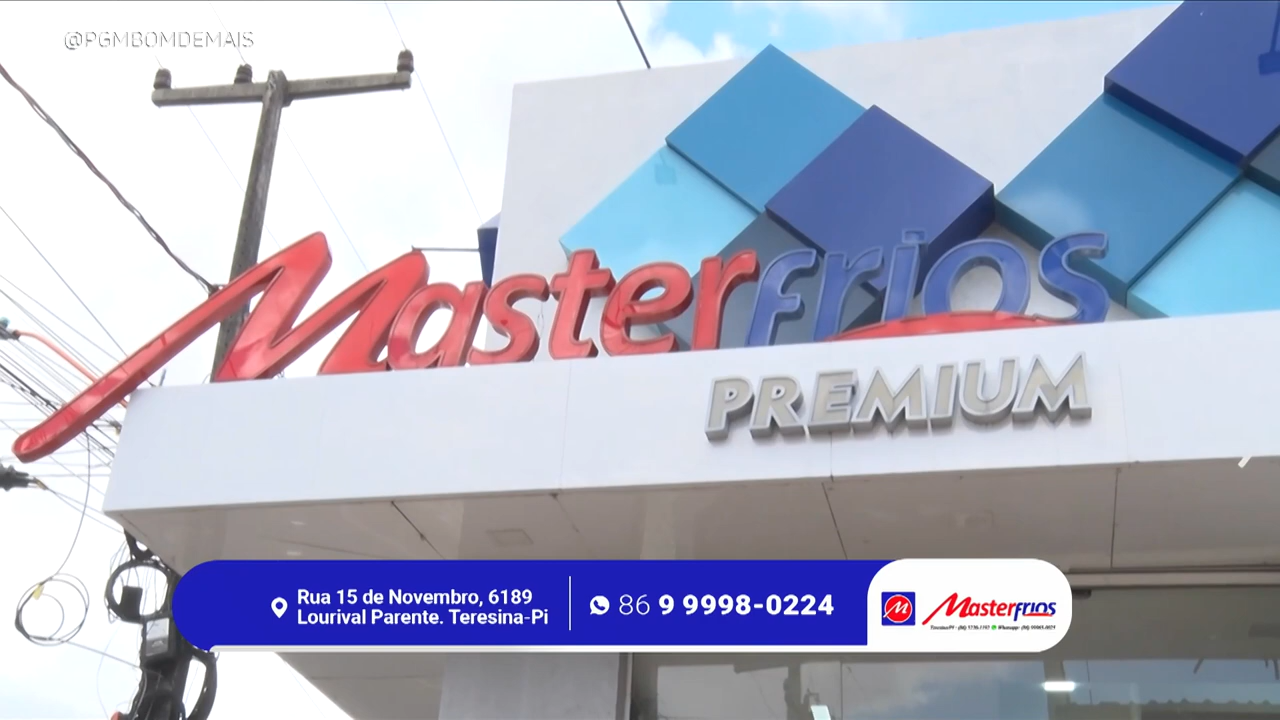 @PGMBOMDEMAIS
Masterfrios
PREMIUM
Rua 15 de Novembro, 6189
Lourival Parente. Teresina-Pi
86 9 9998-0224
Masterfrios